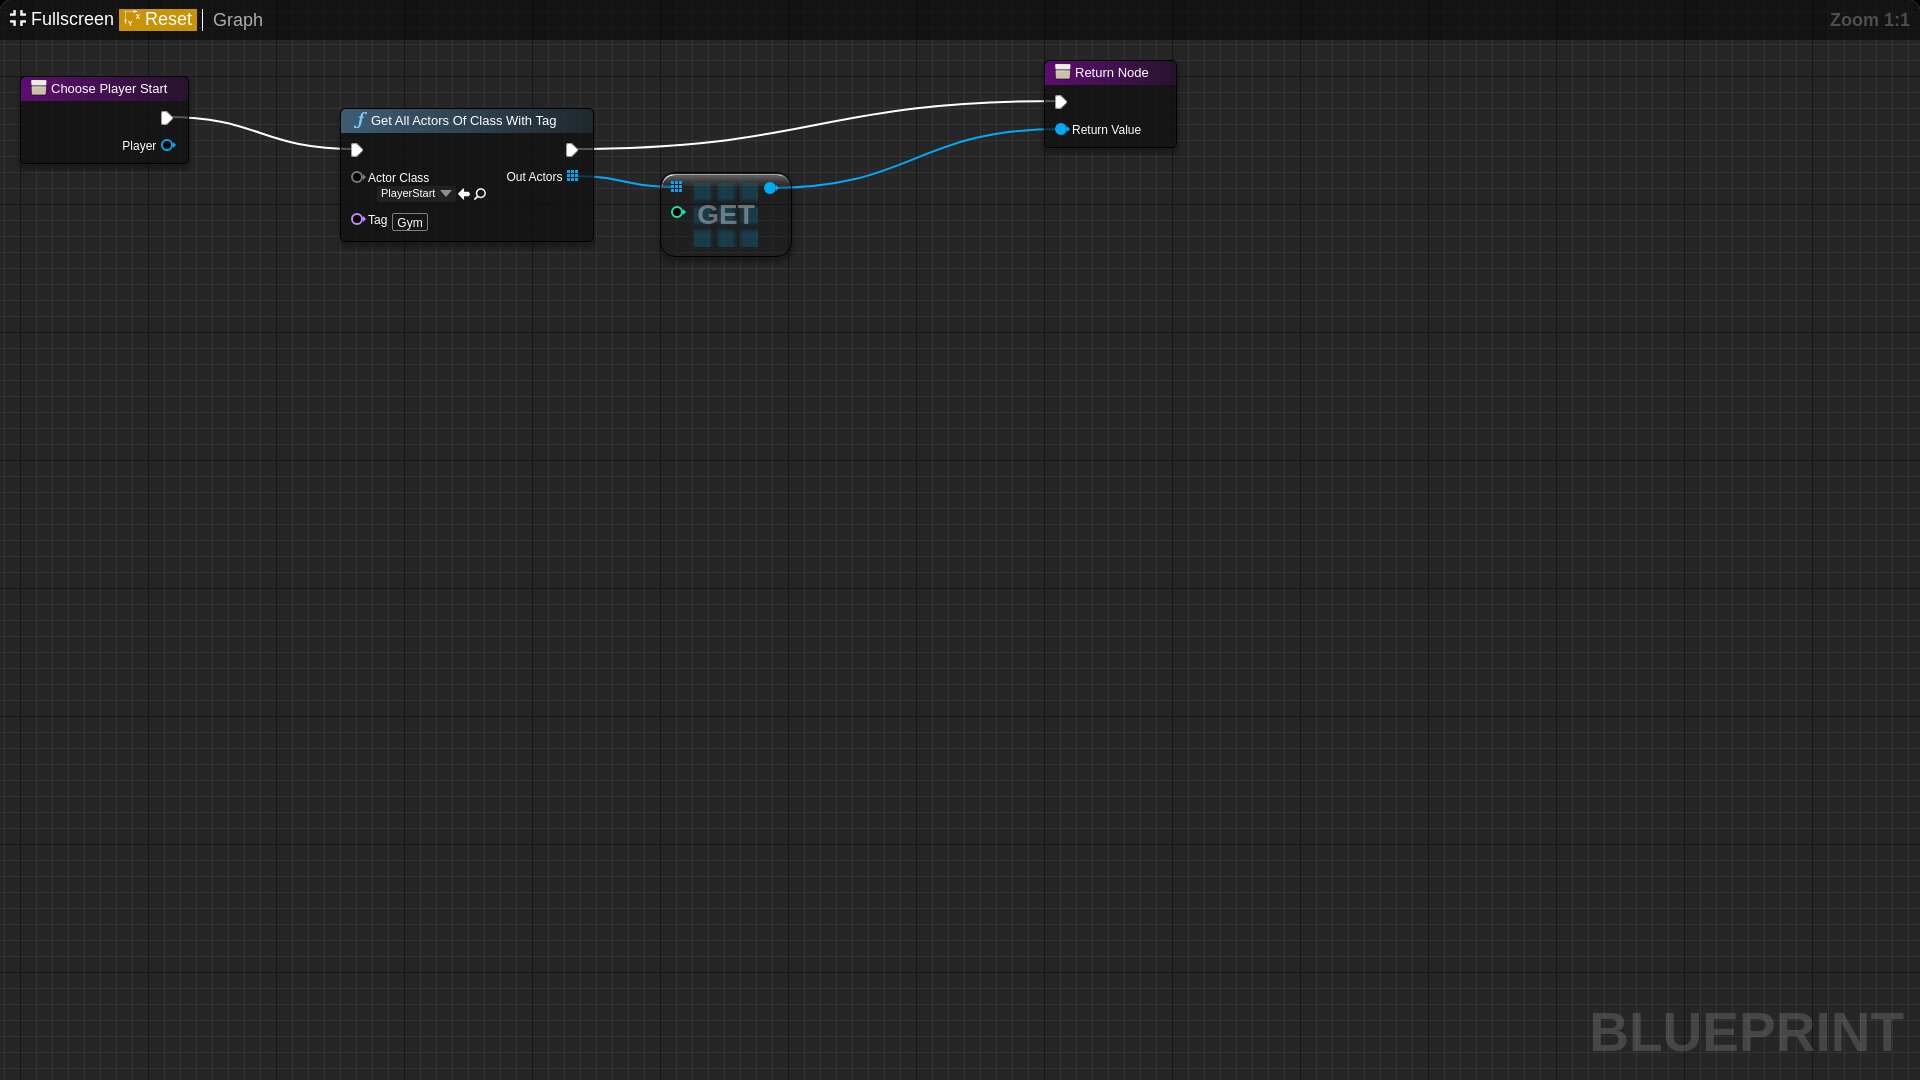 Fullscreen Reset Graph Zoom 1:1
Choose Player Start
Player
Get All Actors Of Class With Tag
Actor Class
PlayerStart
Tag Gym
Out Actors
GET
Return Node
Return Value
BLUEPRINT